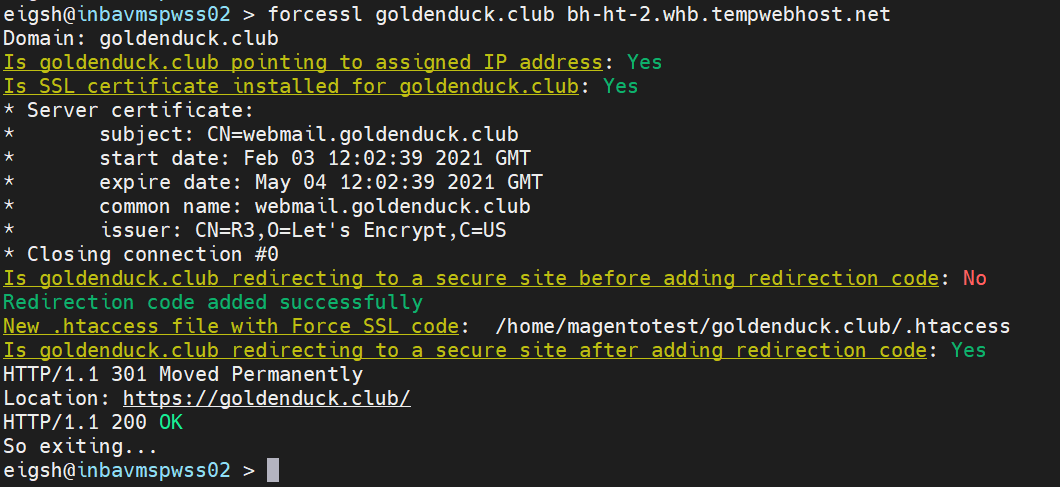 eigsh@inbavmspwss02 > forcessl goldenduck.club bh-ht-2.whb.tempwebhost.net
Domain: goldenduck.club
Is goldenduck.club pointing to assigned IP address: Yes
Is SSL certificate installed for goldenduck.club: Yes
* Server certificate:
*       subject: CN=webmail.goldenduck.club
*       start date: Feb 03 12:02:39 2021 GMT
*       expire date: May 04 12:02:39 2021 GMT
*       common name: webmail.goldenduck.club
*       issuer: CN=R3,O=Let's Encrypt,C=US
* Closing connection #0
Is goldenduck.club redirecting to a secure site before adding redirection code: No
Redirection code added successfully
New .htaccess file with Force SSL code:  /home/magentotest/goldenduck.club/.htaccess
Is goldenduck.club redirecting to a secure site after adding redirection code: Yes
HTTP/1.1 301 Moved Permanently
Location: https://goldenduck.club/
HTTP/1.1 200 OK
So exiting...
eigsh@inbavmspwss02 >